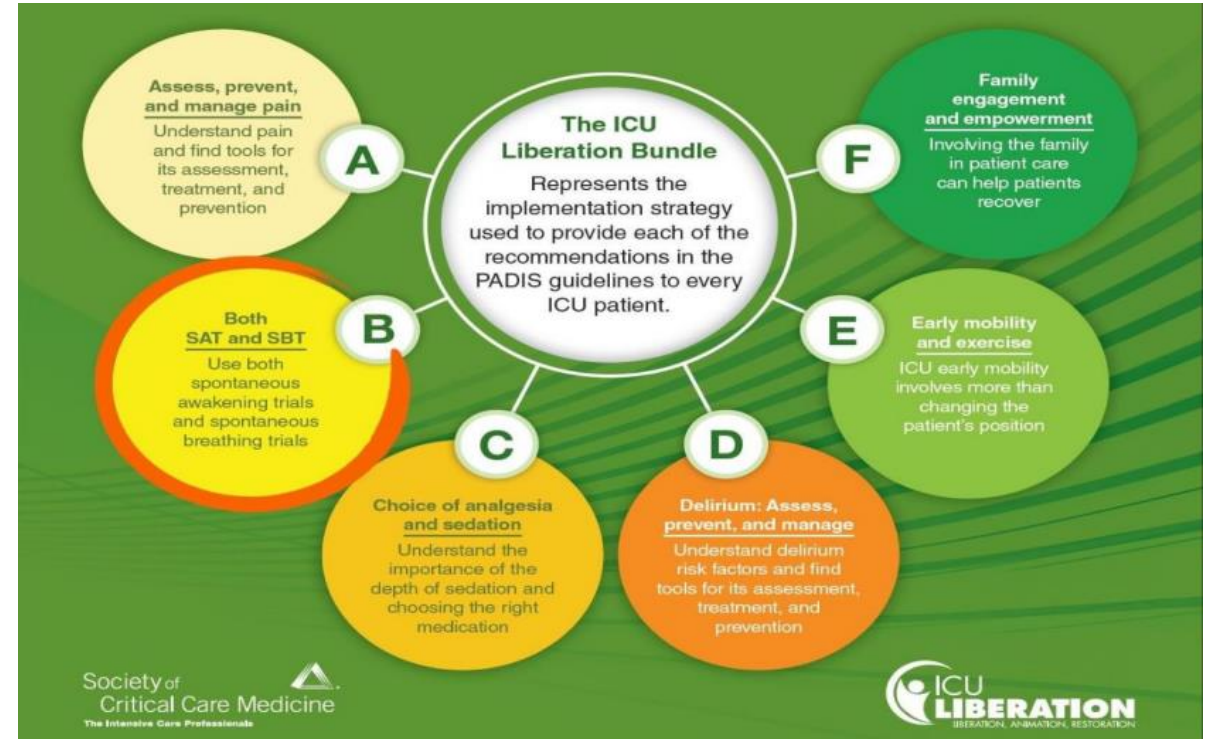 The ICU
Liberation Bundle
Represents the
implementation strategy
used to provide each of the
recommendations in the
PADIS guidelines to every
ICU patient.
A
Assess, prevent,
and manage pain
Understand pain
and find tools for
its assessment,
treatment, and
prevention
B
Both
SAT and SBT
Use both
spontaneous
awakening trials
and spontaneous
breathing trials
C
Choice of analgesia
and sedation
Understand the
importance of the
depth of sedation and
choosing the right
medication
D
Delirium: Assess,
prevent, and manage
Understand delirium
risk factors and find
tools for its assessment,
treatment, and
prevention
E
Early mobility
and exercise
ICU early mobility
involves more than
changing the
patient's position
F
Family
engagement
and empowerment
Involving the family
in patient care
can help patients
recover
Society of
Critical Care Medicine
The Intensive Care Professionals
ICU
LIBERATION
LIBERATION, ANIMATION, RESTORATION